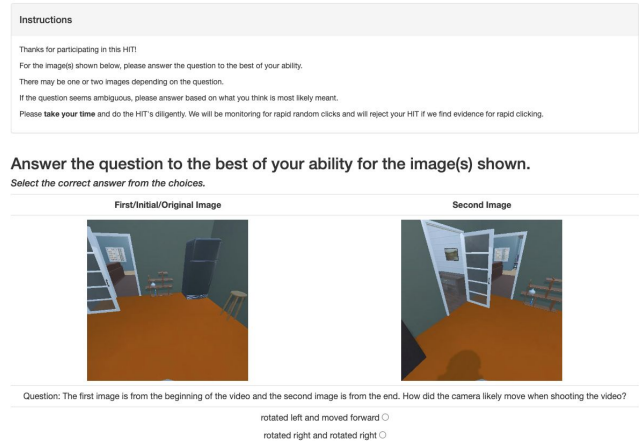 Instructions
Thanks for participating in this HIT!
For the image(s) shown below, please answer the question to the best of your ability.
There may be one or two images depending on the question.
If the question seems ambiguous, please answer based on what you think is most likely meant.
Please take your time and do the HIT's diligently. We will be monitoring for rapid random clicks and will reject your HIT if we find evidence for rapid clicking.
Answer the question to the best of your ability for the image(s) shown.
Select the correct answer from the choices.
First/Initial/Original Image
Second Image
Question: The first image is from the beginning of the video and the second image is from the end. How did the camera likely move when shooting the video?
rotated left and moved forward
rotated right and rotated right